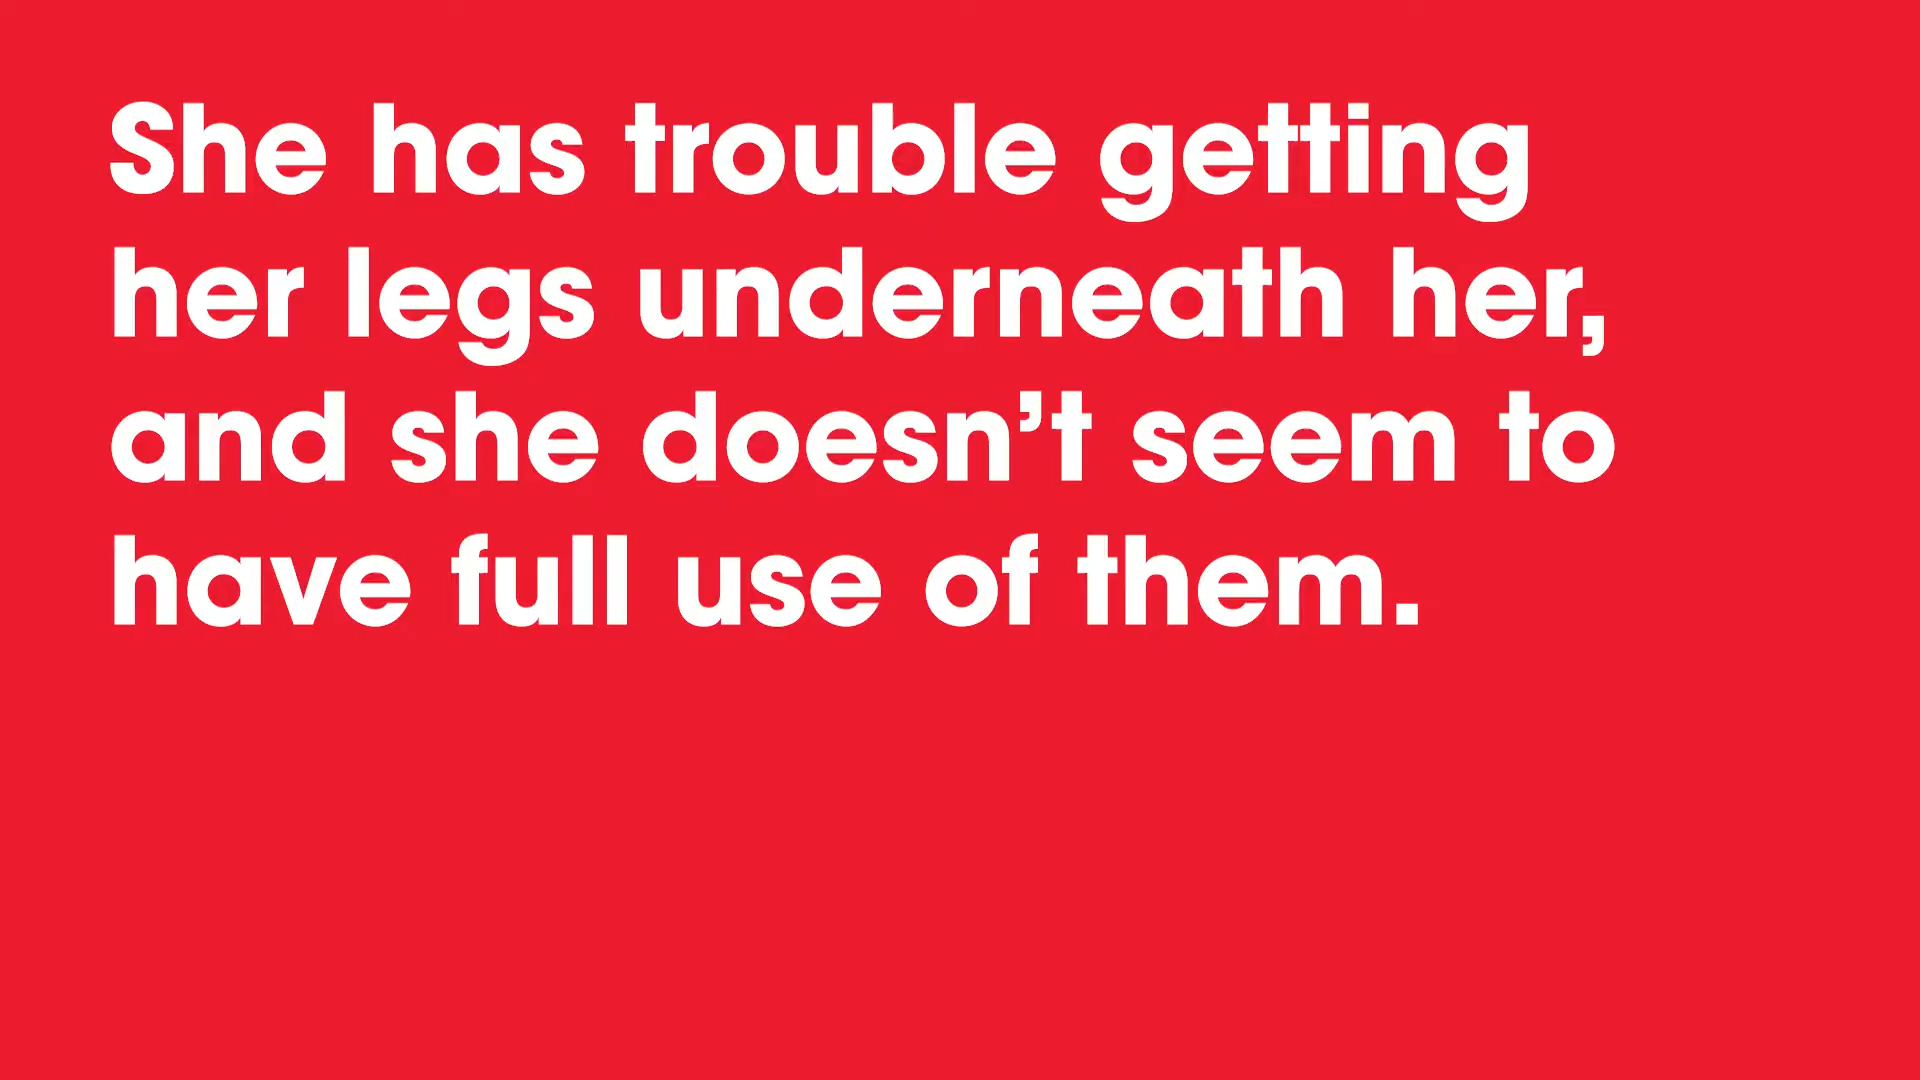 She has trouble getting
her legs underneath her,
and she doesn’t seem to
have full use of them.